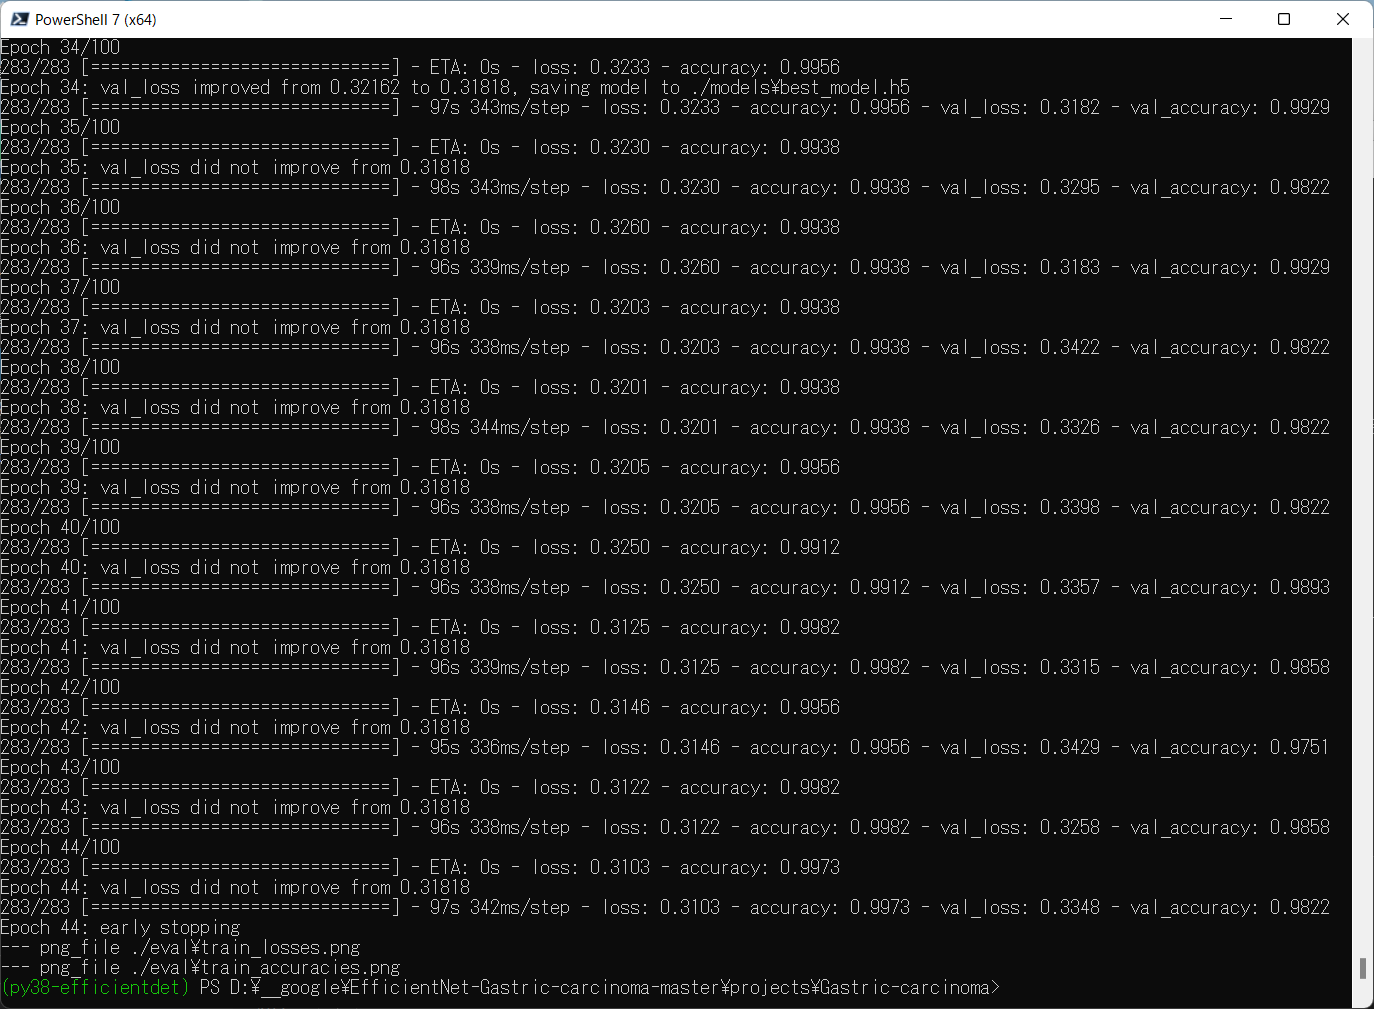 PowerShell 7 (x64)
Epoch 34/100
283/283 [==============================] - ETA: 0s - loss: 0.3233 - accuracy: 0.9956
Epoch 34: val_loss improved from 0.32162 to 0.31818, saving model to ./models¥best_model.h5
283/283 [==============================] - 97s 343ms/step - loss: 0.3233 - accuracy: 0.9956 - val_loss: 0.3182 - val_accuracy: 0.9929
Epoch 35/100
283/283 [==============================] - ETA: 0s - loss: 0.3230 - accuracy: 0.9938
Epoch 35: val_loss did not improve from 0.31818
283/283 [==============================] - 98s 343ms/step - loss: 0.3230 - accuracy: 0.9938 - val_loss: 0.3295 - val_accuracy: 0.9822
Epoch 36/100
283/283 [==============================] - ETA: 0s - loss: 0.3260 - accuracy: 0.9938
Epoch 36: val_loss did not improve from 0.31818
283/283 [==============================] - 96s 339ms/step - loss: 0.3260 - accuracy: 0.9938 - val_loss: 0.3183 - val_accuracy: 0.9929
Epoch 37/100
283/283 [==============================] - ETA: 0s - loss: 0.3203 - accuracy: 0.9938
Epoch 37: val_loss did not improve from 0.31818
283/283 [==============================] - 96s 338ms/step - loss: 0.3203 - accuracy: 0.9938 - val_loss: 0.3422 - val_accuracy: 0.9822
Epoch 38/100
283/283 [==============================] - ETA: 0s - loss: 0.3201 - accuracy: 0.9938
Epoch 38: val_loss did not improve from 0.31818
283/283 [==============================] - 98s 344ms/step - loss: 0.3201 - accuracy: 0.9938 - val_loss: 0.3326 - val_accuracy: 0.9822
Epoch 39/100
283/283 [==============================] - ETA: 0s - loss: 0.3205 - accuracy: 0.9956
Epoch 39: val_loss did not improve from 0.31818
283/283 [==============================] - 96s 338ms/step - loss: 0.3205 - accuracy: 0.9956 - val_loss: 0.3398 - val_accuracy: 0.9822
Epoch 40/100
283/283 [==============================] - ETA: 0s - loss: 0.3250 - accuracy: 0.9912
Epoch 40: val_loss did not improve from 0.31818
283/283 [==============================] - 96s 338ms/step - loss: 0.3250 - accuracy: 0.9912 - val_loss: 0.3357 - val_accuracy: 0.9893
Epoch 41/100
283/283 [==============================] - ETA: 0s - loss: 0.3125 - accuracy: 0.9982
Epoch 41: val_loss did not improve from 0.31818
283/283 [==============================] - 96s 339ms/step - loss: 0.3125 - accuracy: 0.9982 - val_loss: 0.3315 - val_accuracy: 0.9858
Epoch 42/100
283/283 [==============================] - ETA: 0s - loss: 0.3146 - accuracy: 0.9956
Epoch 42: val_loss did not improve from 0.31818
283/283 [==============================] - 95s 336ms/step - loss: 0.3146 - accuracy: 0.9956 - val_loss: 0.3429 - val_accuracy: 0.9751
Epoch 43/100
283/283 [==============================] - ETA: 0s - loss: 0.3122 - accuracy: 0.9982
Epoch 43: val_loss did not improve from 0.31818
283/283 [==============================] - 96s 338ms/step - loss: 0.3122 - accuracy: 0.9982 - val_loss: 0.3258 - val_accuracy: 0.9858
Epoch 44/100
283/283 [==============================] - ETA: 0s - loss: 0.3103 - accuracy: 0.9973
Epoch 44: val_loss did not improve from 0.31818
283/283 [==============================] - 97s 342ms/step - loss: 0.3103 - accuracy: 0.9973 - val_loss: 0.3348 - val_accuracy: 0.9822
Epoch 44: early stopping
--- png_file ./eval¥train_losses.png
--- png_file ./eval¥train_accuracies.png
(py38-efficientdet) PS D:¥__google¥EfficientNet-Gastric-carcinoma-master¥projects¥Gastric-carcinoma>